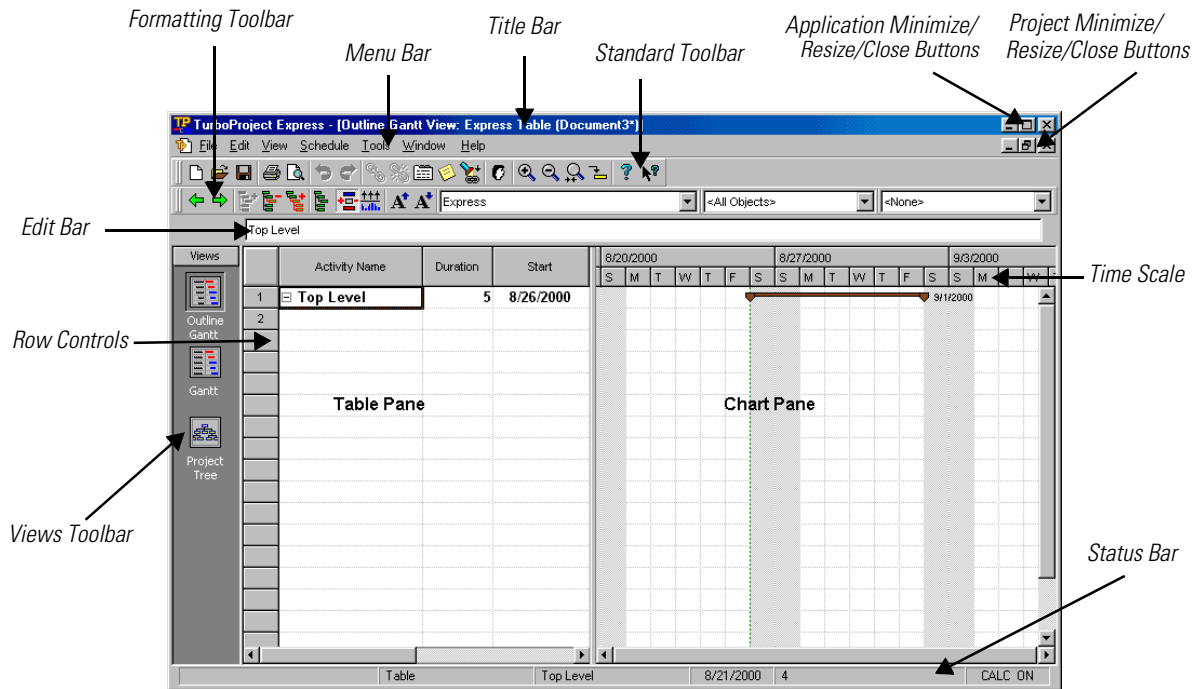 Formatting Toolbar
Menu Bar
Title Bar
Standard Toolbar
Application Minimize/
Resize/Close Buttons
Project Minimize/
Resize/Close Buttons
TurboProject Express - [Outline Gantt View: Express Table (Document3*)]
File Edit View Schedule Tools Window Help
Express
<All Objects>
<None>
Edit Bar
Top Level
Views
Activity Name
Duration
Start
8/20/2000
8/27/2000
9/3/2000
S M T W T F S S M T W T F S S M W
Time Scale
1
Top Level
5
8/26/2000
9/1/2000
2
Outline
Gantt
Row Controls
Gantt
Table Pane
Chart Pane
Project
Tree
Views Toolbar
Status Bar
Table
Top Level
8/21/2000
4
CALC ON